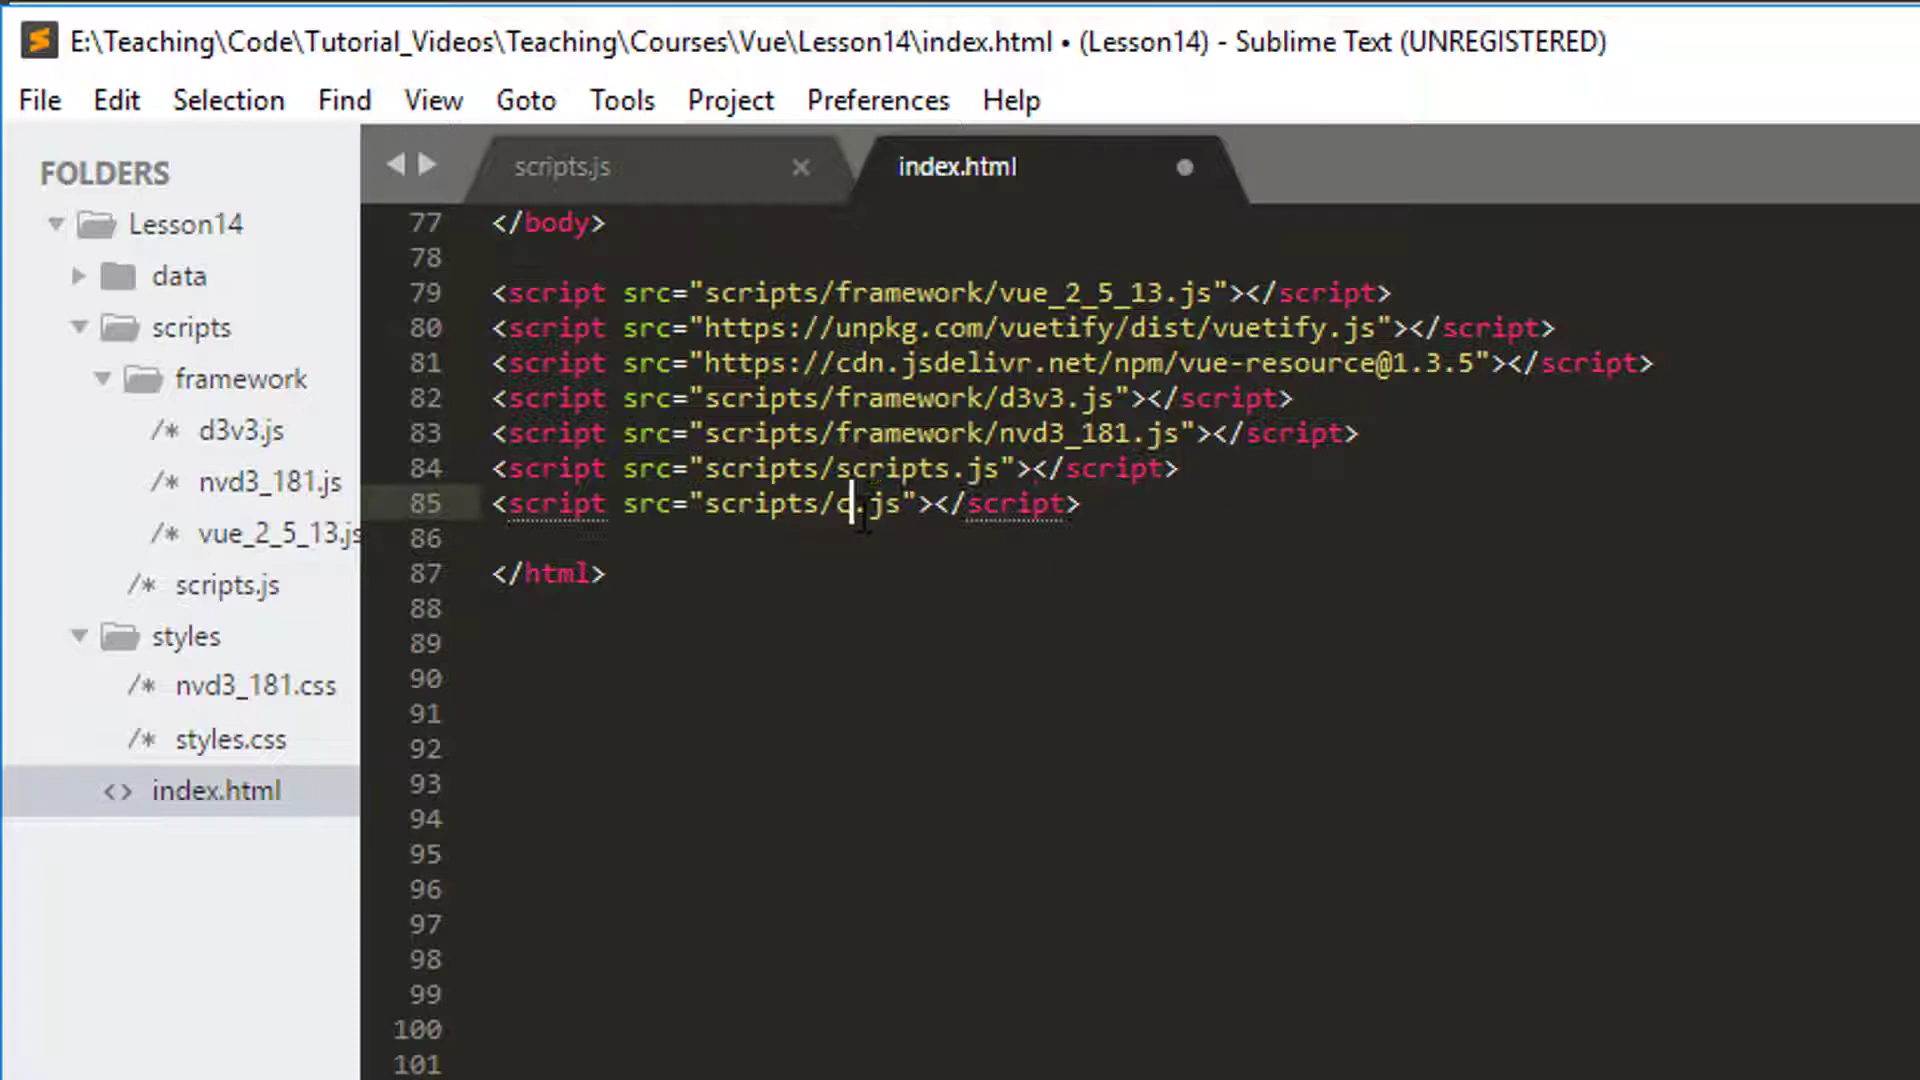 E:\Teaching\Code\Tutorial_Videos\Teaching\Courses\Vue\Lesson14\index.html • (Lesson14) - Sublime Text (UNREGISTERED)
File Edit Selection Find View Goto Tools Project Preferences Help
FOLDERS
Lesson14
data
scripts
framework
/* d3v3.js
/* nvd3_181.js
/* vue_2_5_13.js
/* scripts.js
styles
/* nvd3_181.css
/* styles.css
<> index.html
scripts.js × index.html
77 </body>
78
79 <script src="scripts/framework/vue_2_5_13.js"></script>
80 <script src="https://unpkg.com/vuetify/dist/vuetify.js"></script>
81 <script src="https://cdn.jsdelivr.net/npm/vue-resource@1.3.5"></script>
82 <script src="scripts/framework/d3v3.js"></script>
83 <script src="scripts/framework/nvd3_181.js"></script>
84 <script src="scripts/scripts.js"></script>
85 <script src="scripts/c.js"></script>
86
87 </html>
88
89
90
91
92
93
94
95
96
97
98
99
100
101